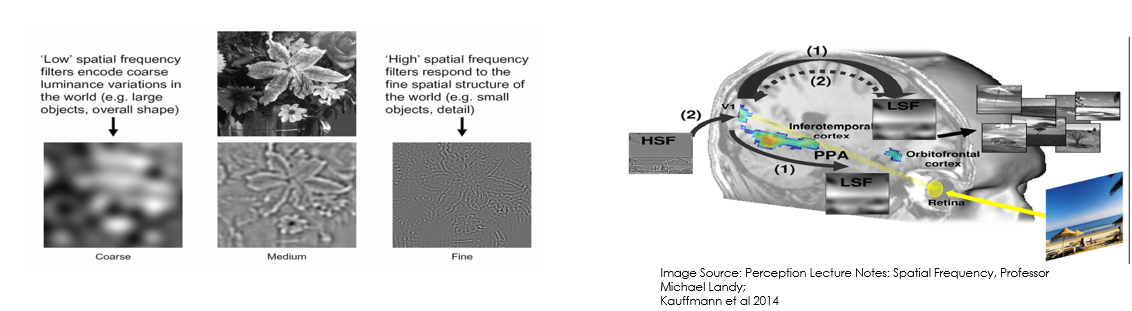 'Low' spatial frequency
filters encode coarse
luminance variations in
the world (e.g. large
objects, overall shape)
'High' spatial frequency
filters respond to the
fine spatial structure of
the world (e.g. small
objects, detail)
Coarse
Medium
Fine
(1)
(2)
V1
LSF
(2)
HSF
Inferotemporal
cortex
PPA
Orbitofrontal
cortex
(1)
LSF
Retina
Image Source: Perception Lecture Notes: Spatial Frequency, Professor
Michael Landy;
Kauffmann et al 2014